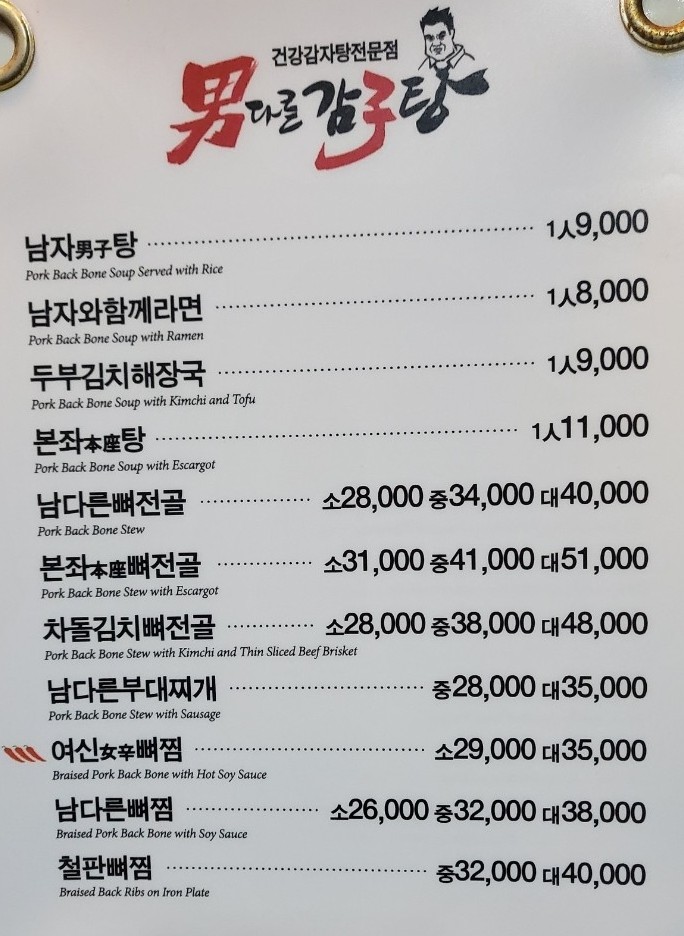 건강감자탕전문점
男다른감子탕
남자男子탕 1人9,000
Pork Back Bone Soup Served with Rice
남자와함께라면 1人8,000
Pork Back Bone Soup with Ramen
두부김치해장국 1人9,000
Pork Back Bone Soup with Kimchi and Tofu
본좌本座탕 1人11,000
Pork Back Bone Soup with Escargot
남다른뼈전골 소28,000 중34,000 대40,000
Pork Back Bone Stew
본좌本座뼈전골 소31,000 중41,000 대51,000
Pork Back Bone Stew with Escargot
차돌김치뼈전골 소28,000 중38,000 대48,000
Pork Back Bone Stew with Kimchi and Thin Sliced Beef Brisket
남다른부대찌개 중28,000 대35,000
Pork Back Bone Stew with Sausage
여신女辛뼈찜 소29,000 대35,000
Braised Pork Back Bone with Hot Soy Sauce
남다른뼈찜 소26,000 중32,000 대38,000
Braised Pork Back Bone with Soy Sauce
철판뼈찜 중32,000 대40,000
Braised Back Ribs on Iron Plate